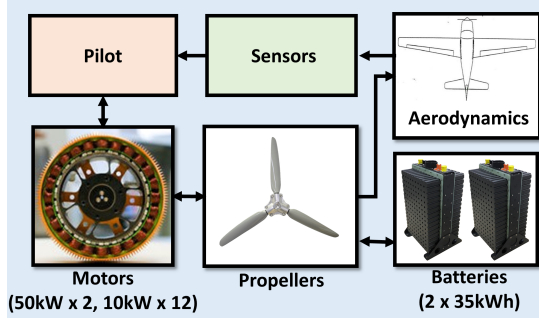 Pilot
Sensors
Aerodynamics
Motors
(50kW x 2, 10kW x 12)
Propellers
Batteries
(2 x 35kWh)